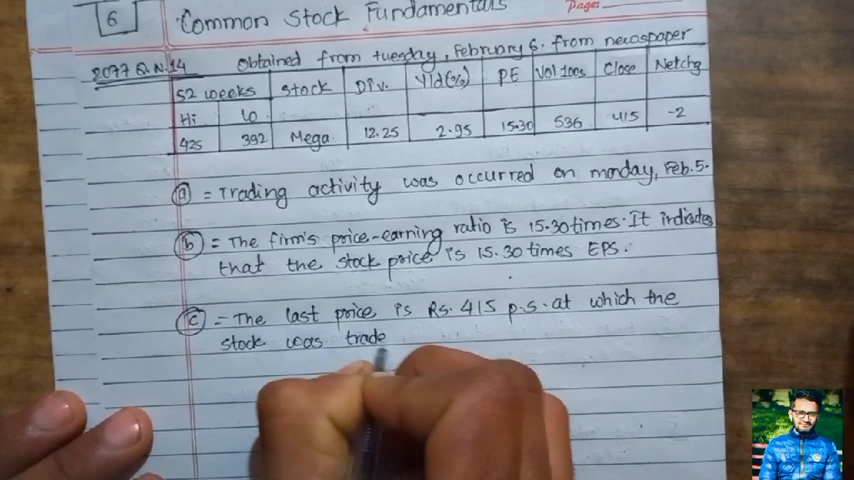 6
Common Stock Fundamentals
Page:
2077 Q.N.14 Obtained from tuesday, February 6. from newspaper
52 weeks Stock Div. Yld(%) PE Vol 100s Close Netchg
Hi Lo
425 392 Mega 12.25 2.95 15.30 536 415 -2
(a) = Trading activity was occurred on monday, Feb.5.
(b) = The firm's price-earning ratio is 15.30 times. It indicates
that the stock price is 15.30 times EPS.
(c) = The last price is Rs. 415 p.s. at which the
stock was trade